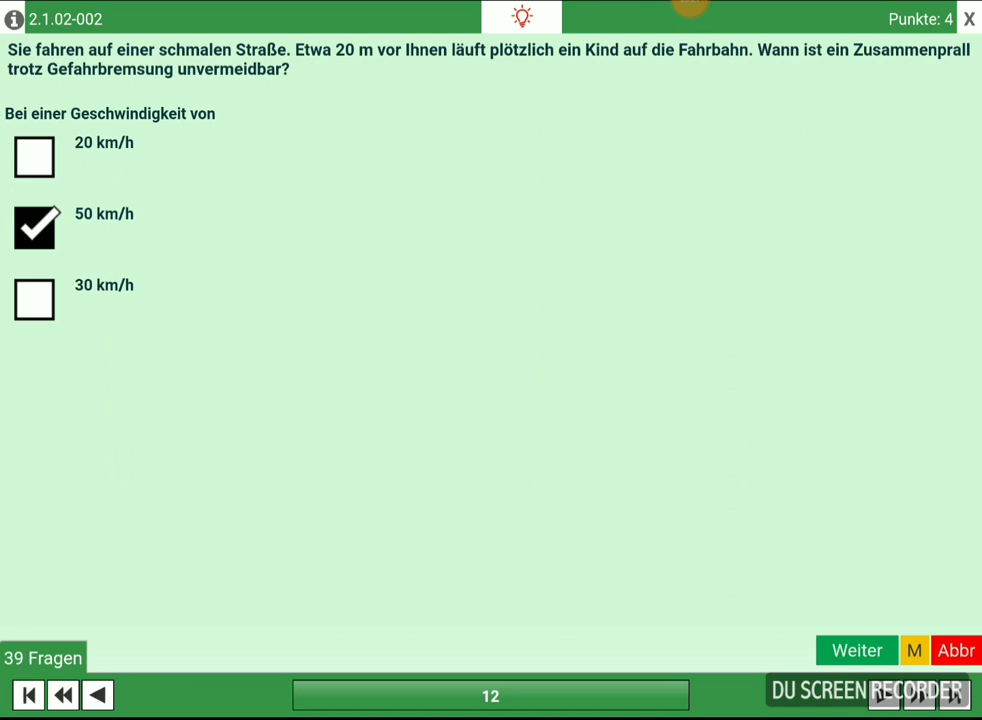 2.1.02-002
Punkte: 4 X
Sie fahren auf einer schmalen Straße. Etwa 20 m vor Ihnen läuft plötzlich ein Kind auf die Fahrbahn. Wann ist ein Zusammenprall
trotz Gefahrbremsung unvermeidbar?
Bei einer Geschwindigkeit von
20 km/h
50 km/h
30 km/h
39 Fragen
Weiter M Abbr
12
DU SCREEN RECORDER